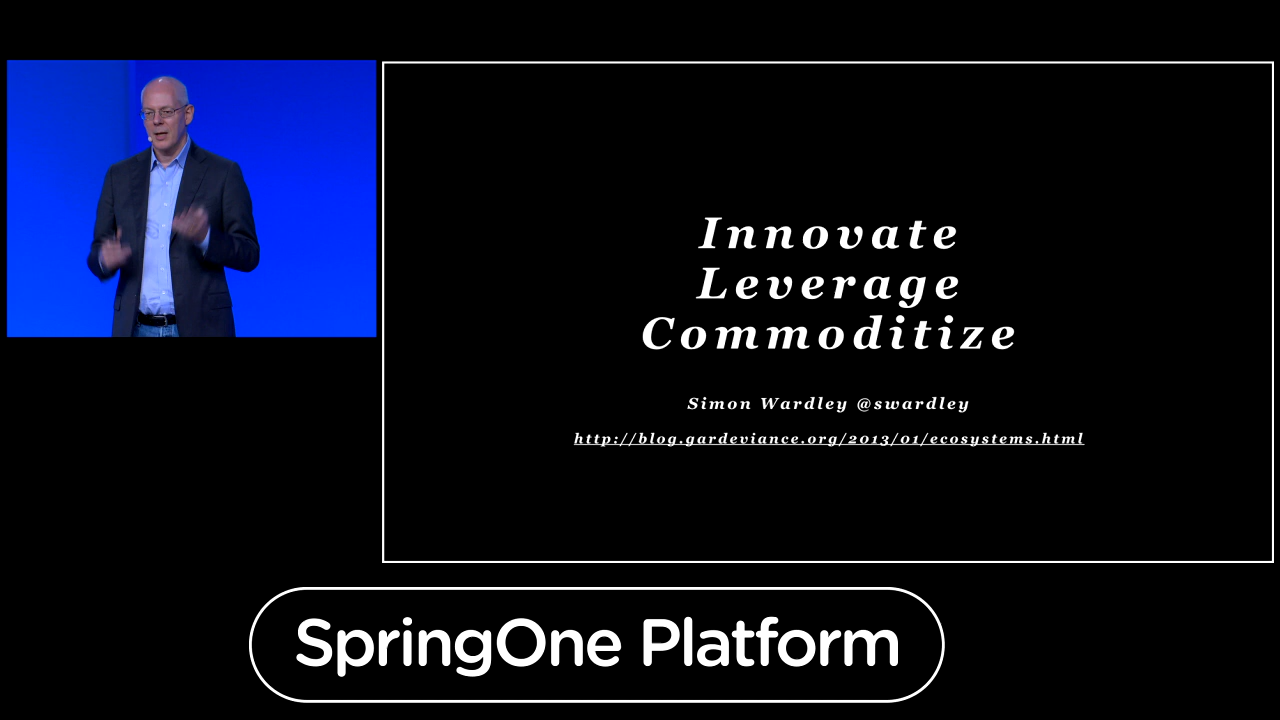 Innovate
Leverage
Commoditize
Simon Wardley @swardley
http://blog.gardeviance.org/2013/01/ecosystems.html
SpringOne Platform